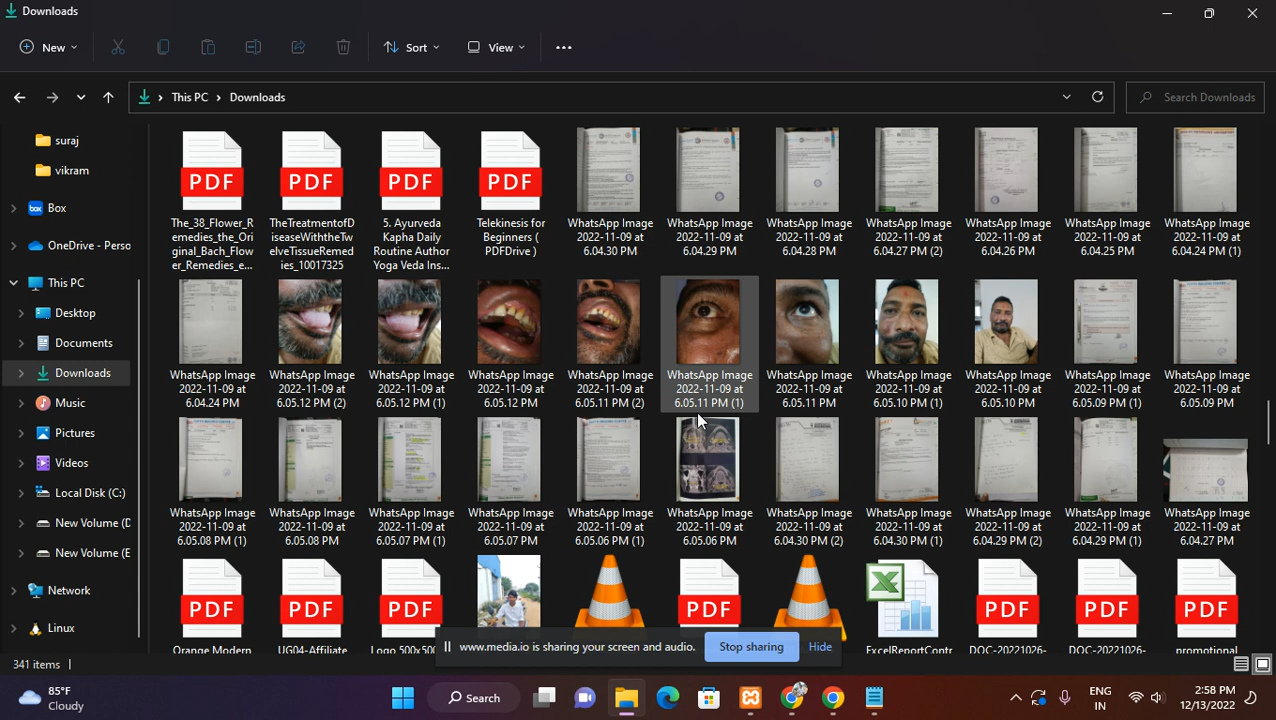 Downloads
New
Sort
View
This PC
Downloads
Search Downloads
suraj
vikram
Box
OneDrive - Perso
This PC
Desktop
Documents
Downloads
Music
Pictures
Videos
Local Disk (C:)
New Volume (D
New Volume (E
Network
Linux
PDF
The_38_Flower_R
emedies_the_Ori
ginal_Bach_Flow
er_Remedies_e...
PDF
TheTreatmentofD
iseaseWiththeTw
elveTissueRemed
ies_10017325
PDF
5. Ayurveda
Kapha Daily
Routine Author
Yoga Veda Ins...
PDF
Telekinesis for
Beginners (
PDFDrive )
WhatsApp Image
2022-11-09 at
6.04.30 PM
WhatsApp Image
2022-11-09 at
6.04.29 PM
WhatsApp Image
2022-11-09 at
6.04.28 PM
WhatsApp Image
2022-11-09 at
6.04.27 PM (2)
WhatsApp Image
2022-11-09 at
6.04.26 PM
WhatsApp Image
2022-11-09 at
6.04.25 PM
WhatsApp Image
2022-11-09 at
6.04.24 PM (1)
WhatsApp Image
2022-11-09 at
6.04.24 PM
WhatsApp Image
2022-11-09 at
6.05.12 PM (2)
WhatsApp Image
2022-11-09 at
6.05.12 PM (1)
WhatsApp Image
2022-11-09 at
6.05.12 PM
WhatsApp Image
2022-11-09 at
6.05.11 PM (2)
WhatsApp Image
2022-11-09 at
6.05.11 PM (1)
WhatsApp Image
2022-11-09 at
6.05.11 PM
WhatsApp Image
2022-11-09 at
6.05.10 PM (1)
WhatsApp Image
2022-11-09 at
6.05.10 PM
WhatsApp Image
2022-11-09 at
6.05.09 PM (1)
WhatsApp Image
2022-11-09 at
6.05.09 PM
WhatsApp Image
2022-11-09 at
6.05.08 PM (1)
WhatsApp Image
2022-11-09 at
6.05.08 PM
WhatsApp Image
2022-11-09 at
6.05.07 PM (1)
WhatsApp Image
2022-11-09 at
6.05.07 PM
WhatsApp Image
2022-11-09 at
6.05.06 PM (1)
WhatsApp Image
2022-11-09 at
6.05.06 PM
WhatsApp Image
2022-11-09 at
6.04.30 PM (2)
WhatsApp Image
2022-11-09 at
6.04.30 PM (1)
WhatsApp Image
2022-11-09 at
6.04.29 PM (2)
WhatsApp Image
2022-11-09 at
6.04.29 PM (1)
WhatsApp Image
2022-11-09 at
6.04.27 PM
PDF
Orange Modern
PDF
UG04-Affiliate
PDF
Logo 500x500
PDF
X
ExcelReportContr
PDF
DOC-20221026-
PDF
DOC-20221026-
PDF
promotional
www.media.io is sharing your screen and audio.
Stop sharing
Hide
341 items
85°F
Cloudy
Search
ENG
IN
2:58 PM
12/13/2022